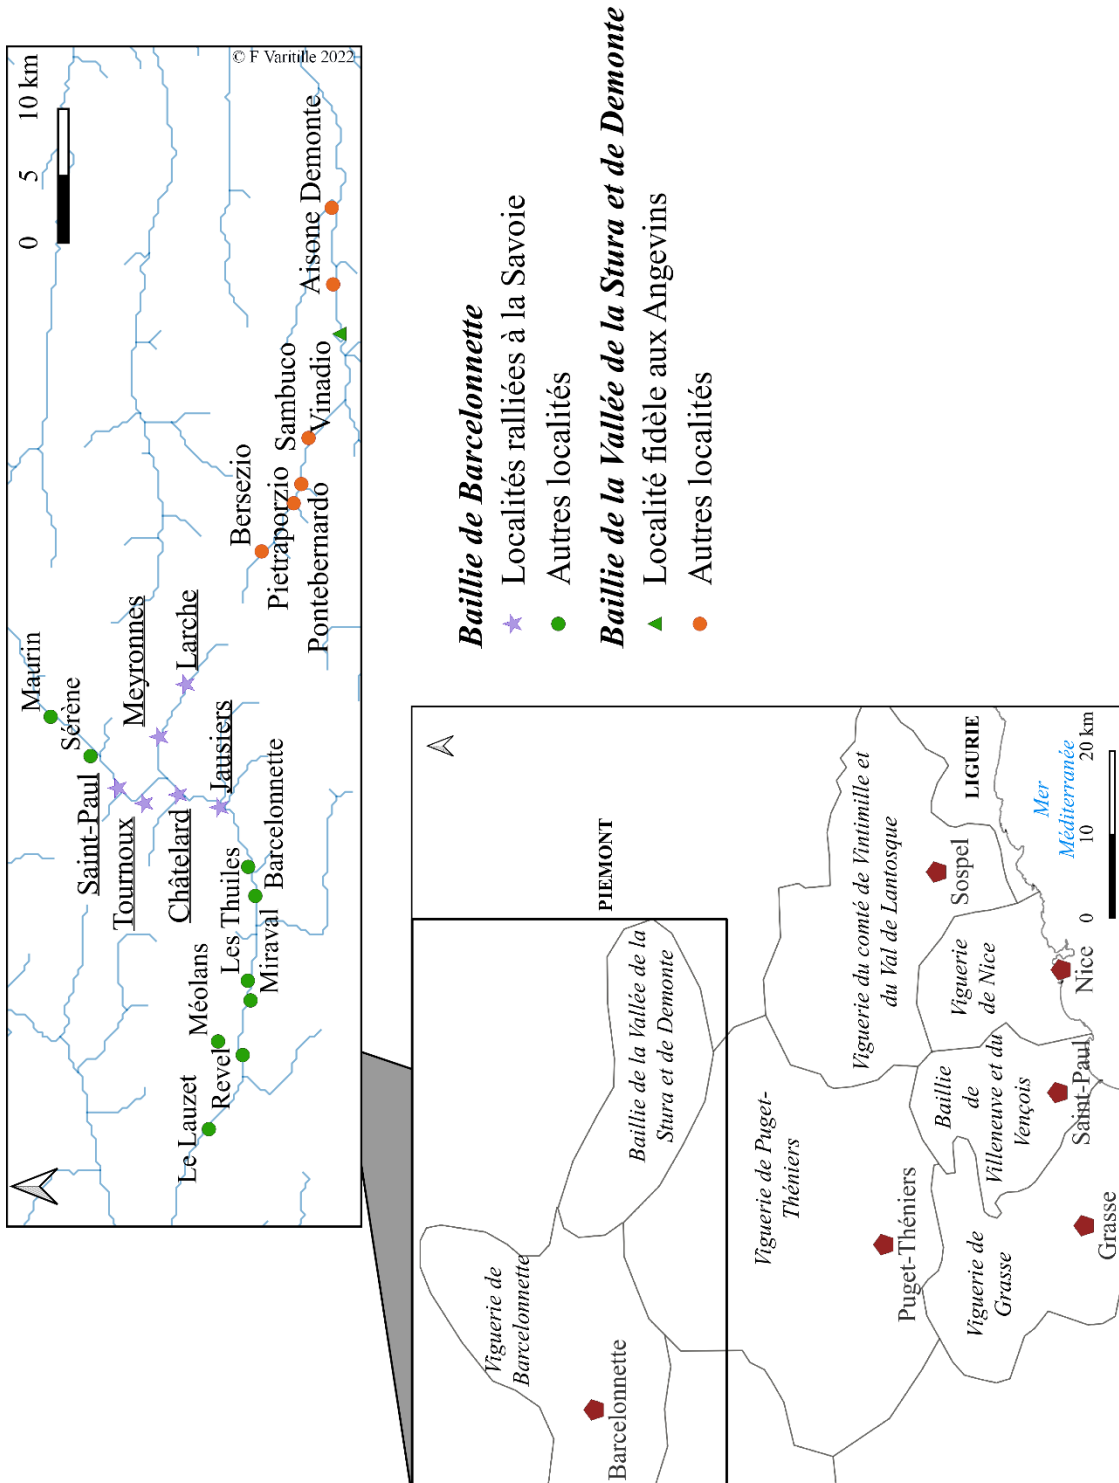 Maurin
Sérène
Saint-Paul
Tournoux
Meyronnes
Larche
Châtelard
Jausiers
Barcelonnette
Les Thuiles
Miraval
Méolans
Revel
Le Lauzet
Bersezio
Pietraporzio
Pontebernardo
Sambuco
Vinadio
Aisone
Demonte
0 5 10 km
© F Varitille 2022
Baillie de Barcelonnette
Localités ralliées à la Savoie
Autres localités
Baillie de la Vallée de la Stura et de Demonte
Localité fidèle aux Angevins
Autres localités
Viguerie de
Barcelonnette
Barcelonnette
Baillie de la Vallée de la
Stura et de Demonte
PIEMONT
Viguerie de Puget-
Théniers
Puget-Théniers
Viguerie du comté de Vintimille et
du Val de Lantosque
Sospel
LIGURIE
Viguerie
de Nice
Nice
Baillie
de
Villeneuve et du
Vençois
Saint-Paul
Viguerie de
Grasse
Grasse
Mer
Méditerranée
0 10 20 km